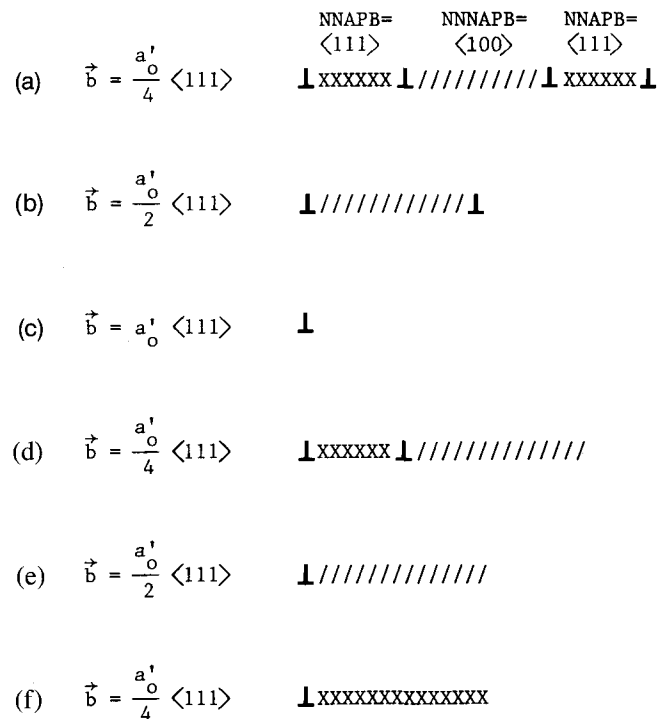 NNAPB= NNNAPB= NNAPB=
⟨111⟩ ⟨100⟩ ⟨111⟩
(a) b⃗ = a'o/4 ⟨111⟩ ⊥XXXXXX⊥//////////⊥XXXXXX⊥
(b) b⃗ = a'o/2 ⟨111⟩ ⊥////////////⊥
(c) b⃗ = a'o ⟨111⟩ ⊥
(d) b⃗ = a'o/4 ⟨111⟩ ⊥XXXXXX⊥//////////////
(e) b⃗ = a'o/2 ⟨111⟩ ⊥//////////////
(f) b⃗ = a'o/4 ⟨111⟩ ⊥XXXXXXXXXXXXXX